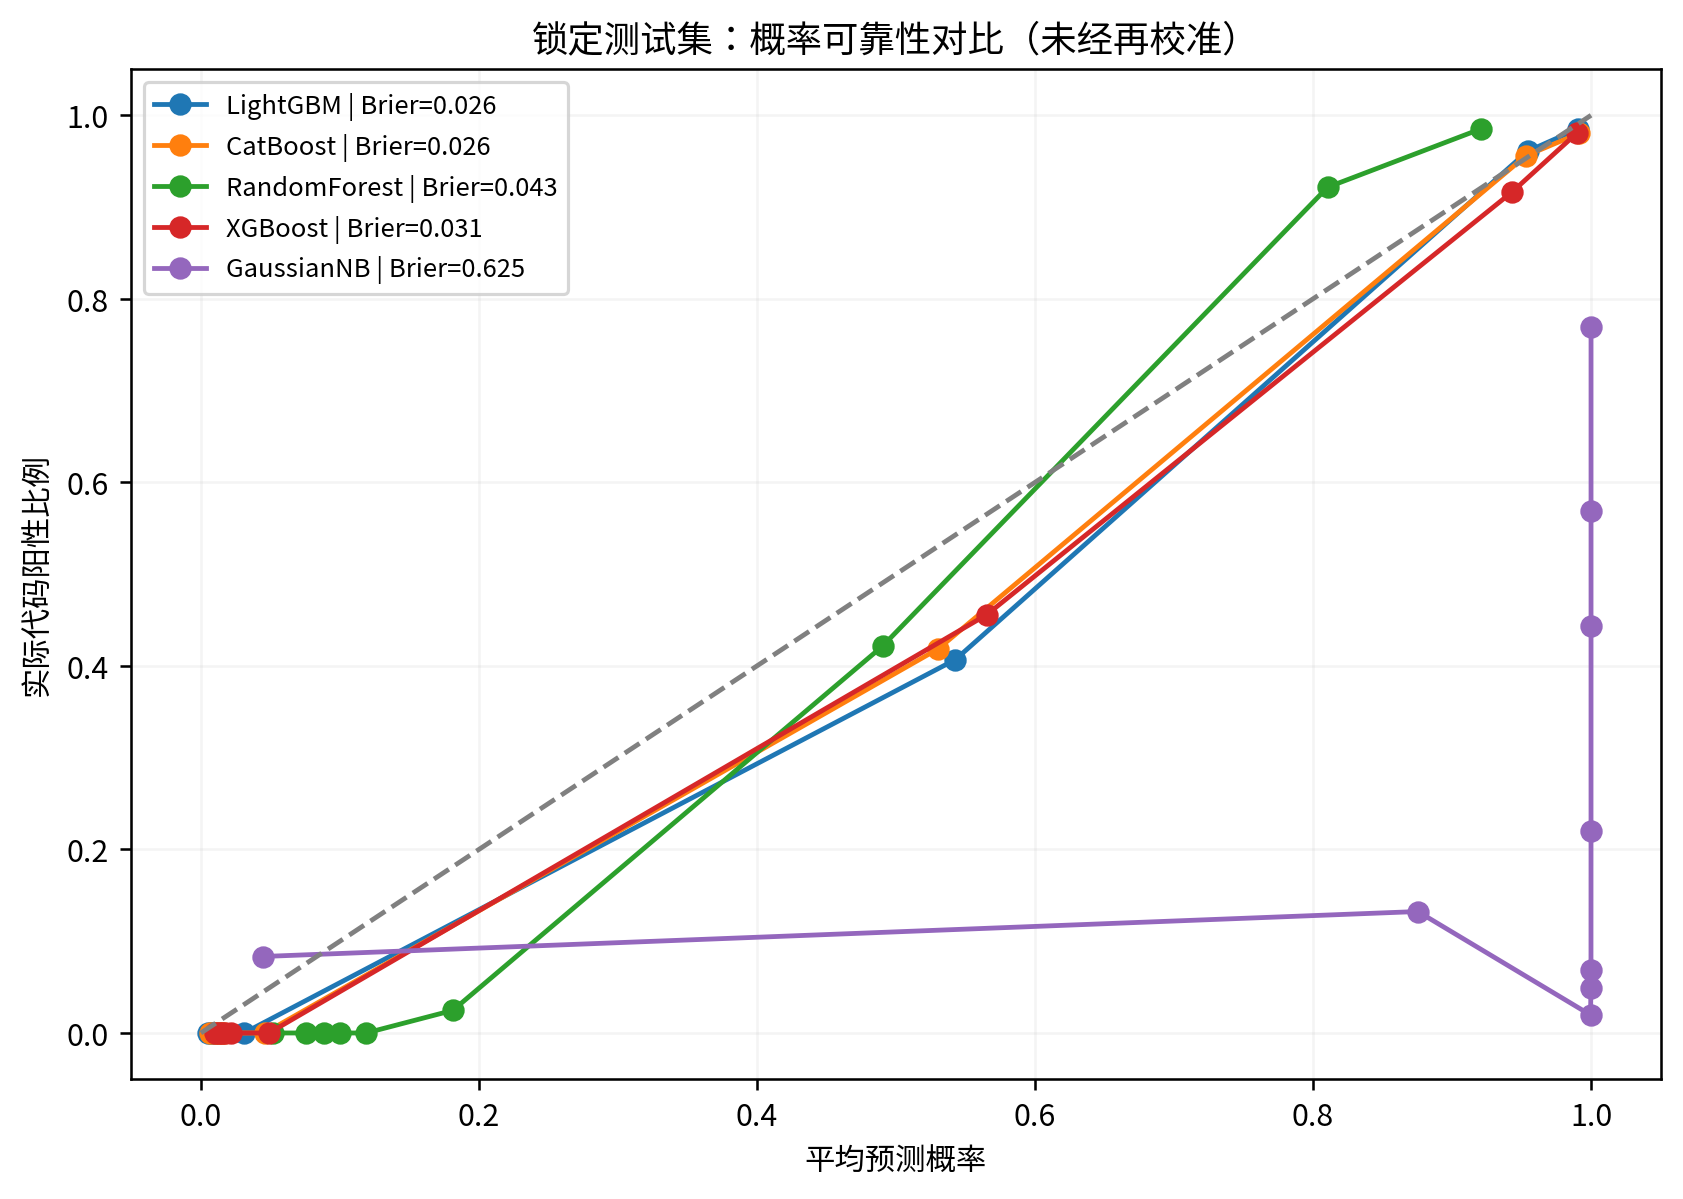 锁定测试集：概率可靠性对比（未经再校准）
LightGBM | Brier=0.026
CatBoost | Brier=0.026
RandomForest | Brier=0.043
XGBoost | Brier=0.031
GaussianNB | Brier=0.625
实际代码阳性比例
1.0
0.8
0.6
0.4
0.2
0.0
0.0 0.2 0.4 0.6 0.8 1.0
平均预测概率